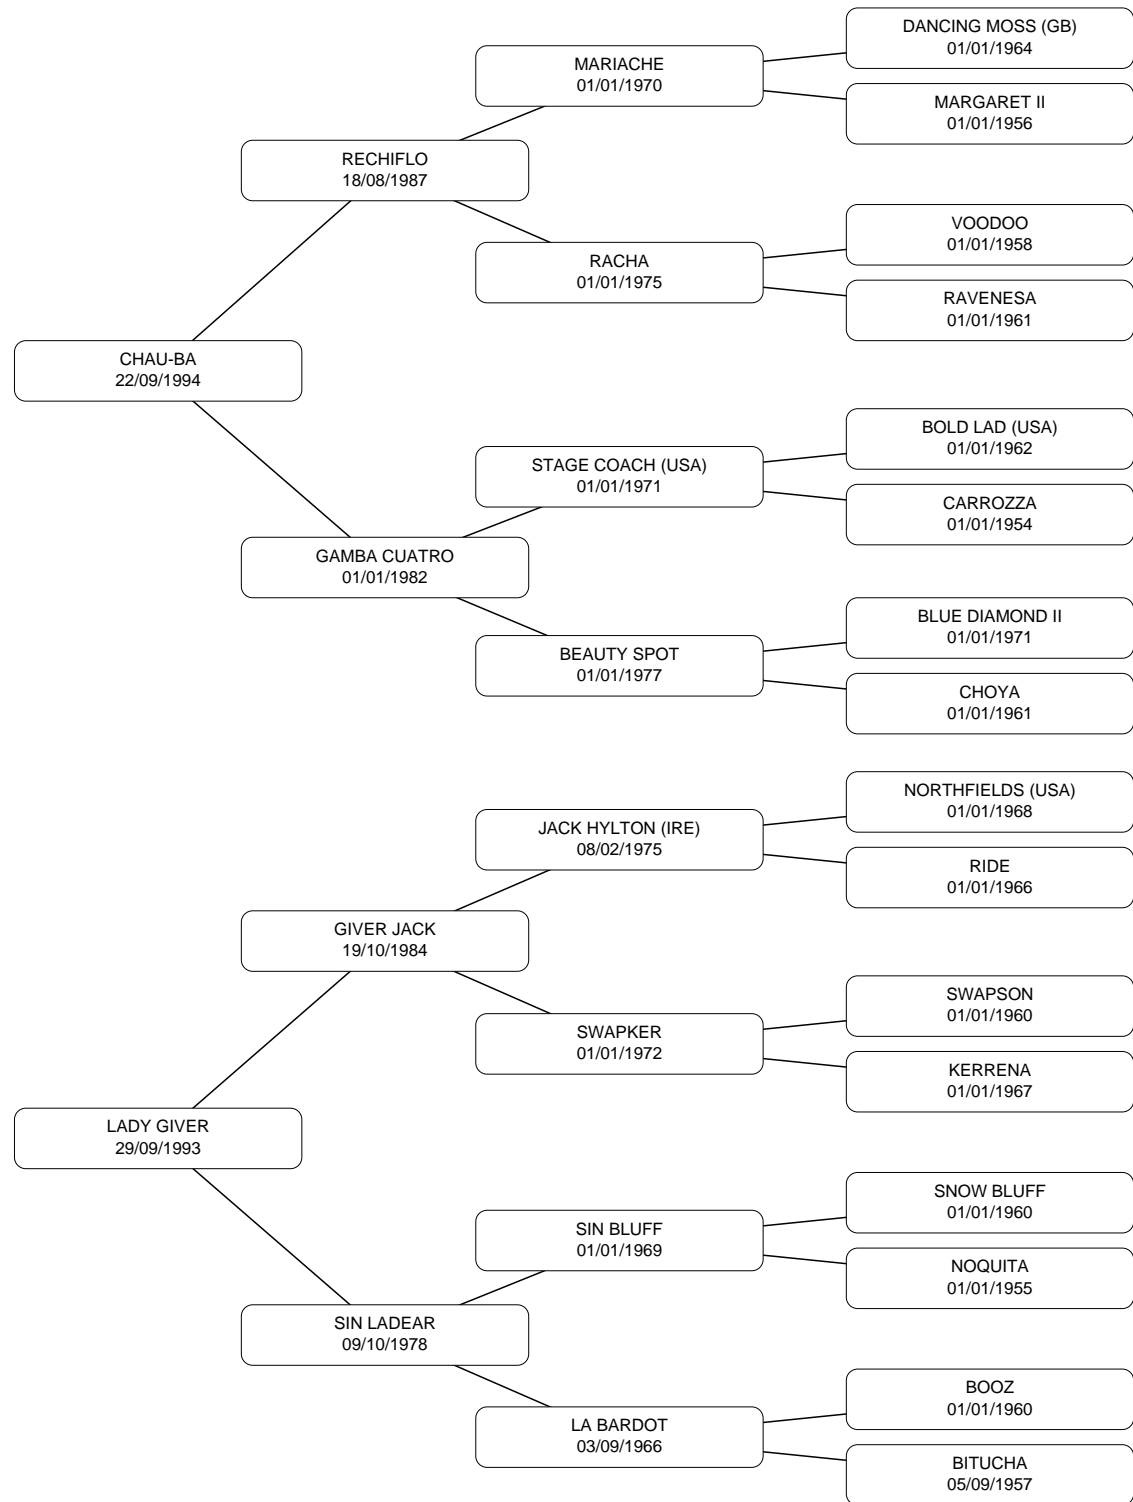 DANCING MOSS (GB)
01/01/1964
MARIACHE
01/01/1970
MARGARET II
01/01/1956
RECHIFLO
18/08/1987
VOODOO
01/01/1958
RACHA
01/01/1975
RAVENESA
01/01/1961
CHAU-BA
22/09/1994
BOLD LAD (USA)
01/01/1962
STAGE COACH (USA)
01/01/1971
CARROZZA
01/01/1954
GAMBA CUATRO
01/01/1982
BLUE DIAMOND II
01/01/1971
BEAUTY SPOT
01/01/1977
CHOYA
01/01/1961
NORTHFIELDS (USA)
01/01/1968
JACK HYLTON (IRE)
08/02/1975
RIDE
01/01/1966
GIVER JACK
19/10/1984
SWAPSON
01/01/1960
SWAPKER
01/01/1972
KERRENA
01/01/1967
LADY GIVER
29/09/1993
SNOW BLUFF
01/01/1960
SIN BLUFF
01/01/1969
NOQUITA
01/01/1955
SIN LADEAR
09/10/1978
BOOZ
01/01/1960
LA BARDOT
03/09/1966
BITUCHA
05/09/1957